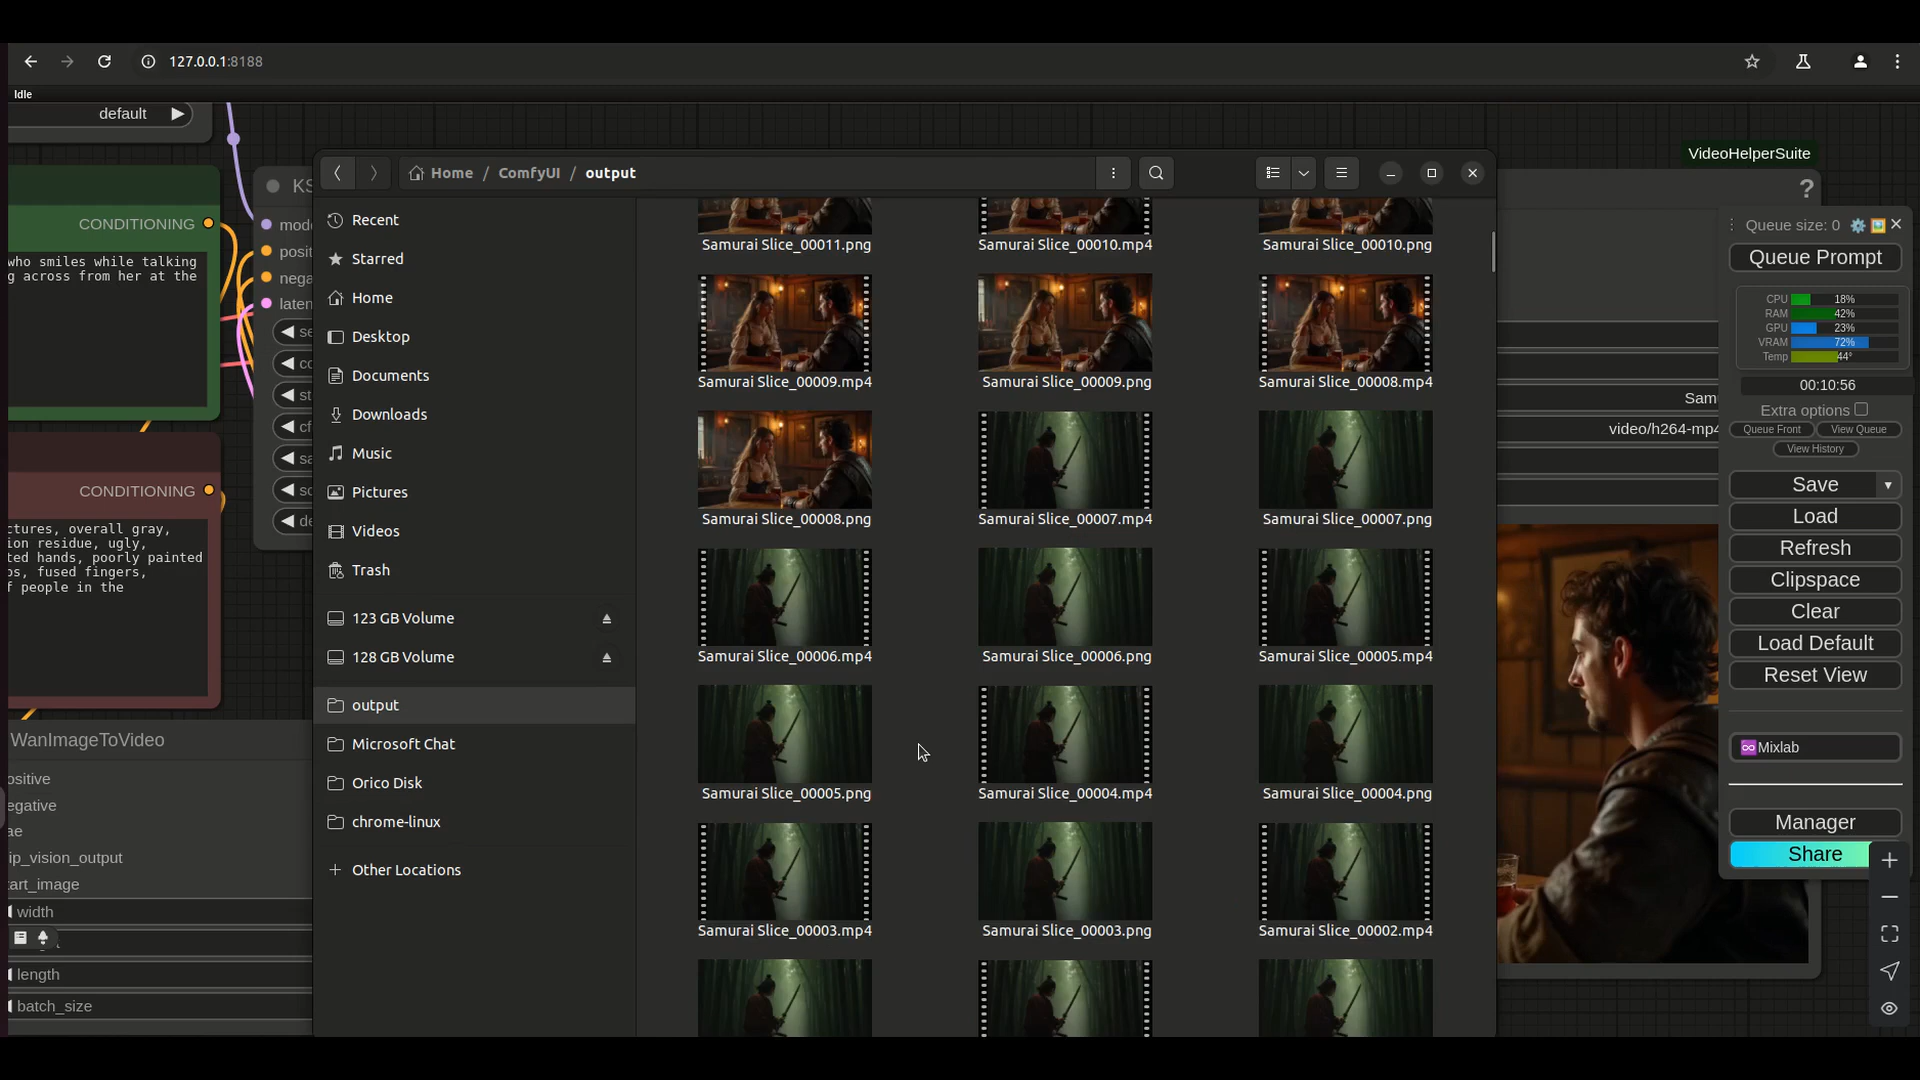 127.0.0.1:8188
Idle
default
CONDITIONING
who smiles while talking
g across from her at the
CONDITIONING
ctures, overall gray,
ion residue, ugly,
ted hands, poorly painted
os, fused fingers,
f people in the
WanImageToVideo
ositive
egative
ae
ip_vision_output
tart_image
width
length
batch_size
KS
mode
posit
nega
laten
se
co
st
cf
sa
sc
de
Home / ComfyUI / output
Recent
Starred
Home
Desktop
Documents
Downloads
Music
Pictures
Videos
Trash
123 GB Volume
128 GB Volume
output
Microsoft Chat
Orico Disk
chrome-linux
+ Other Locations
Samurai Slice_00011.png
Samurai Slice_00010.mp4
Samurai Slice_00010.png
Samurai Slice_00009.mp4
Samurai Slice_00009.png
Samurai Slice_00008.mp4
Samurai Slice_00008.png
Samurai Slice_00007.mp4
Samurai Slice_00007.png
Samurai Slice_00006.mp4
Samurai Slice_00006.png
Samurai Slice_00005.mp4
Samurai Slice_00005.png
Samurai Slice_00004.mp4
Samurai Slice_00004.png
Samurai Slice_00003.mp4
Samurai Slice_00003.png
Samurai Slice_00002.mp4
VideoHelperSuite
?
Sam
video/h264-mp4
Queue size: 0
Queue Prompt
CPU 18%
RAM 42%
GPU 23%
VRAM 72%
Temp 44°
00:10:56
Extra options
Queue Front
View Queue
View History
Save
Load
Refresh
Clipspace
Clear
Load Default
Reset View
Mixlab
Manager
Share